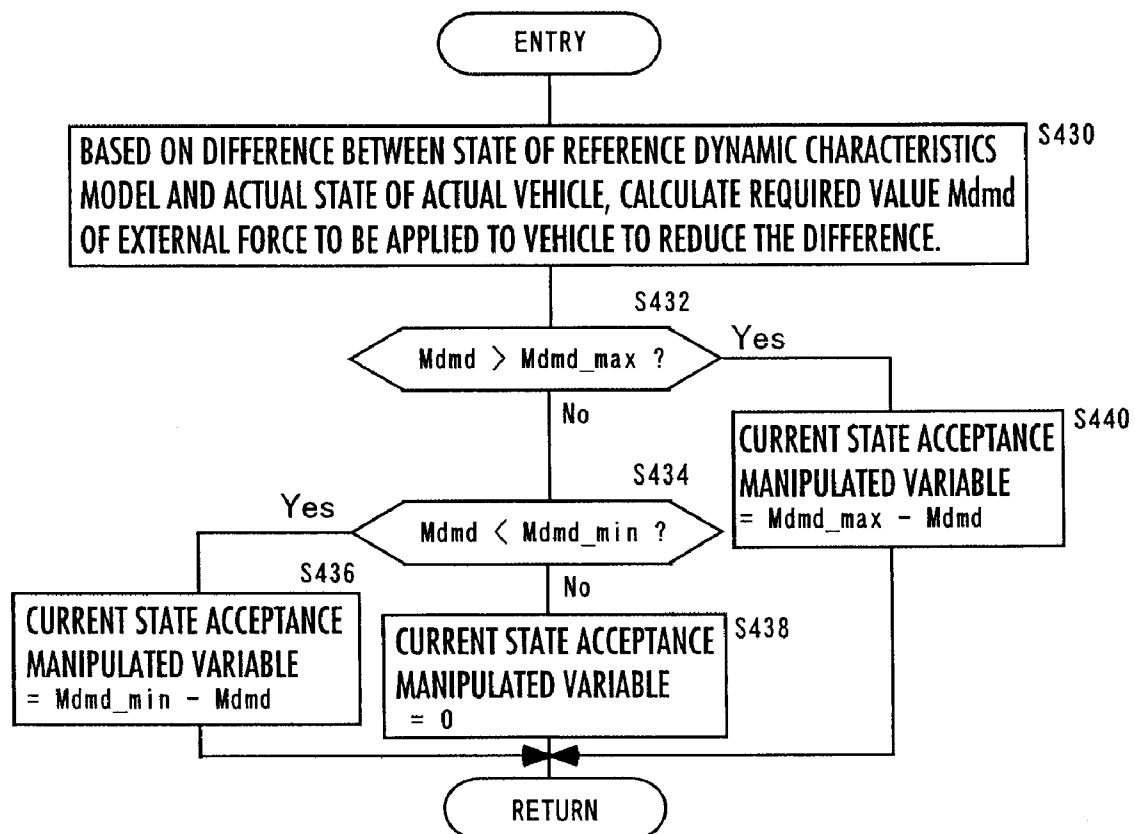 ENTRY
S430
BASED ON DIFFERENCE BETWEEN STATE OF REFERENCE DYNAMIC CHARACTERISTICS
MODEL AND ACTUAL STATE OF ACTUAL VEHICLE, CALCULATE REQUIRED VALUE Mdmd
OF EXTERNAL FORCE TO BE APPLIED TO VEHICLE TO REDUCE THE DIFFERENCE.
S432
Mdmd > Mdmd_max ?
Yes
No
S440
CURRENT STATE ACCEPTANCE
MANIPULATED VARIABLE
= Mdmd_max - Mdmd
S434
Mdmd < Mdmd_min ?
Yes
No
S436
CURRENT STATE ACCEPTANCE
MANIPULATED VARIABLE
= Mdmd_min - Mdmd
S438
CURRENT STATE ACCEPTANCE
MANIPULATED VARIABLE
= 0
RETURN